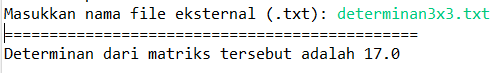 Masukkan nama file eksternal (.txt): determinan3x3.txt
==============================================
Determinan dari matriks tersebut adalah 17.0